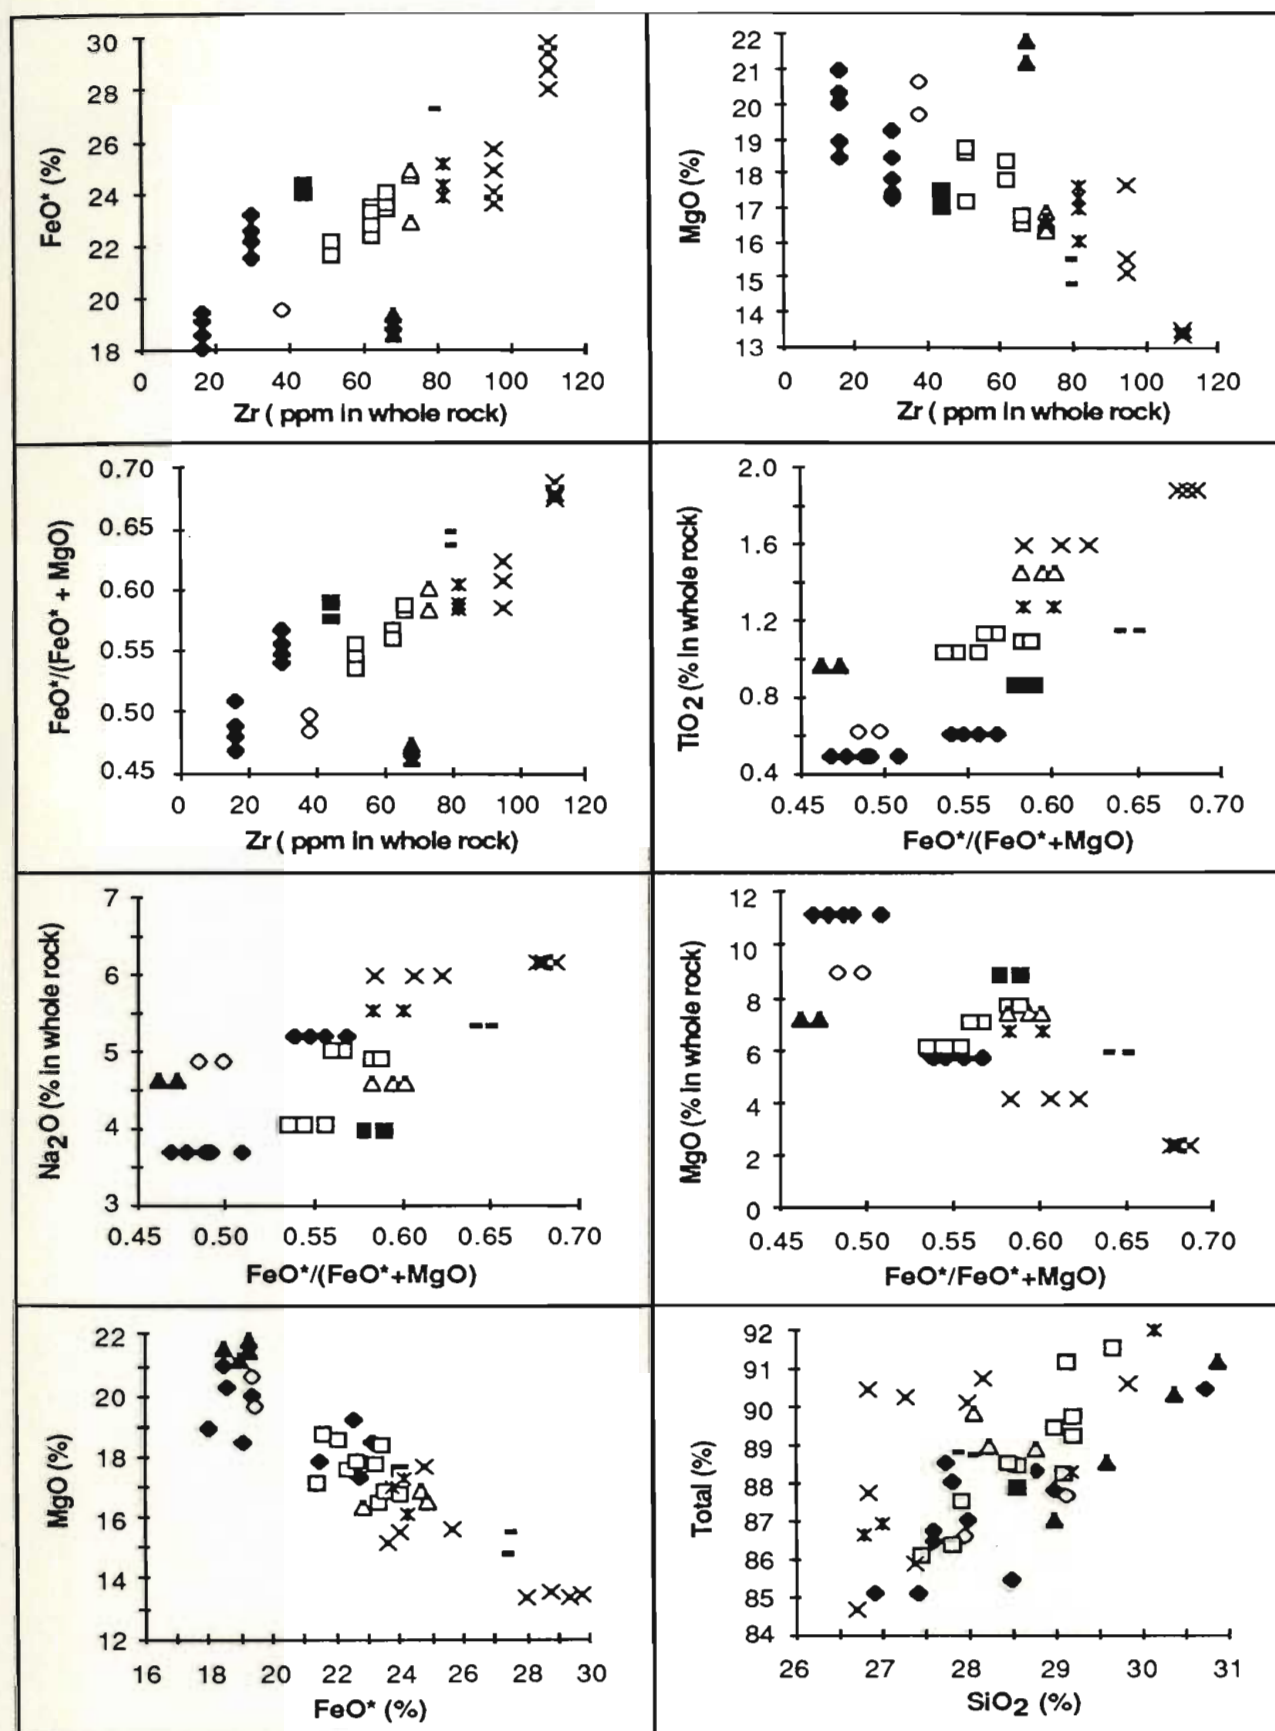 30
28
26
24
22
20
18
FeO* (%)
0 20 40 60 80 100 120
Zr ( ppm in whole rock)
22
21
20
19
18
17
16
15
14
13
MgO (%)
0 20 40 60 80 100 120
Zr ( ppm in whole rock)
0.70
0.65
0.60
0.55
0.50
0.45
FeO*/(FeO* + MgO)
0 20 40 60 80 100 120
Zr ( ppm in whole rock)
2.0
1.6
1.2
0.8
0.4
TiO2 (% in whole rock)
0.45 0.50 0.55 0.60 0.65 0.70
FeO*/(FeO*+MgO)
7
6
5
4
3
Na2O (% in whole rock)
0.45 0.50 0.55 0.60 0.65 0.70
FeO*/(FeO*+MgO)
12
10
8
6
4
2
0
MgO (% in whole rock)
0.45 0.50 0.55 0.60 0.65 0.70
FeO*/FeO*+MgO)
22
20
18
16
14
12
MgO (%)
16 18 20 22 24 26 28 30
FeO* (%)
92
91
90
89
88
87
86
85
84
Total (%)
26 27 28 29 30 31
SiO2 (%)